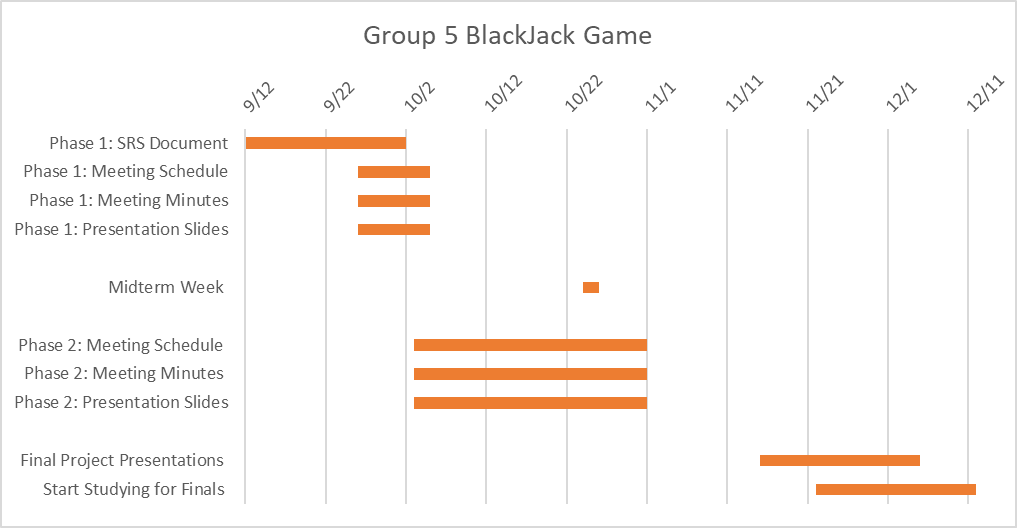 Group 5 BlackJack Game
9/12 9/22 10/2 10/12 10/22 11/1 11/11 11/21 12/1 12/11
Phase 1: SRS Document
Phase 1: Meeting Schedule
Phase 1: Meeting Minutes
Phase 1: Presentation Slides
Midterm Week
Phase 2: Meeting Schedule
Phase 2: Meeting Minutes
Phase 2: Presentation Slides
Final Project Presentations
Start Studying for Finals